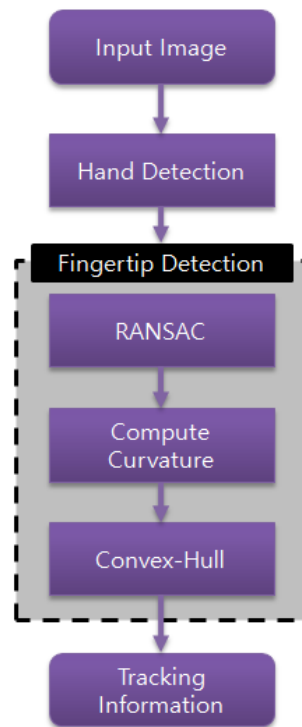 Input Image
Hand Detection
Fingertip Detection
RANSAC
Compute
Curvature
Convex-Hull
Tracking
Information